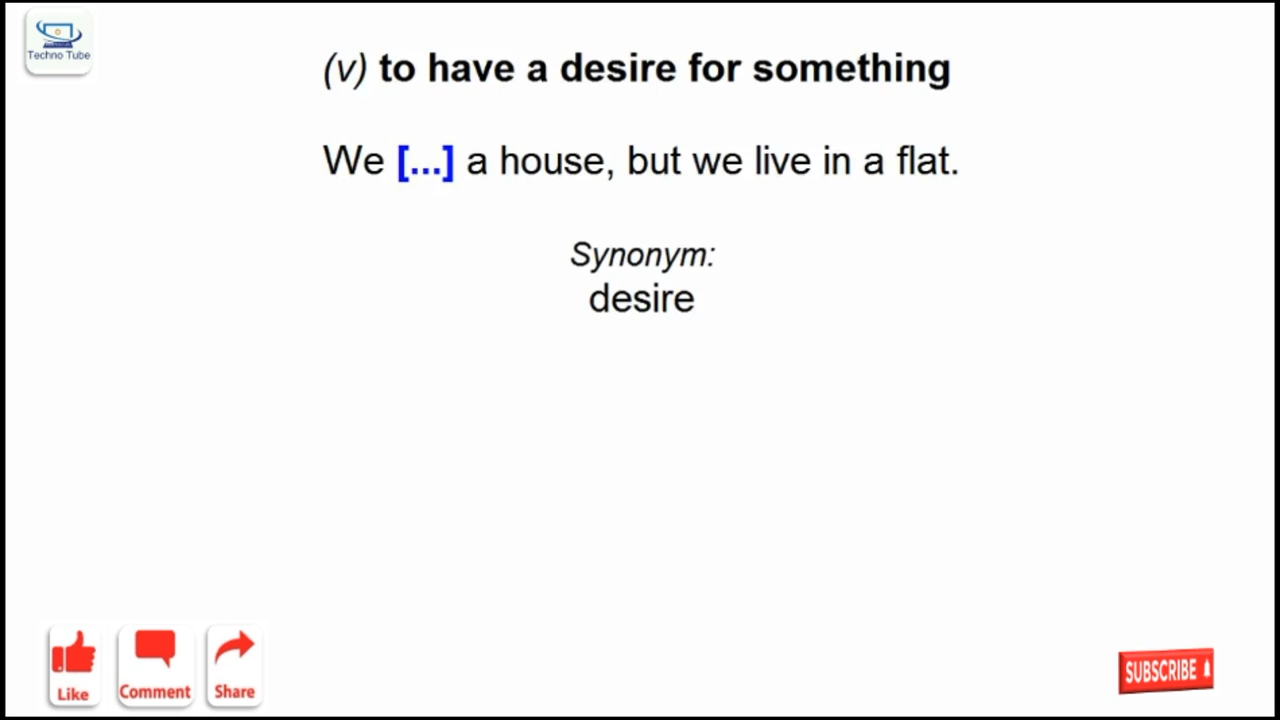 Techno Tube
(v) to have a desire for something
We [...] a house, but we live in a flat.
Synonym:
desire
Like
Comment
Share
SUBSCRIBE